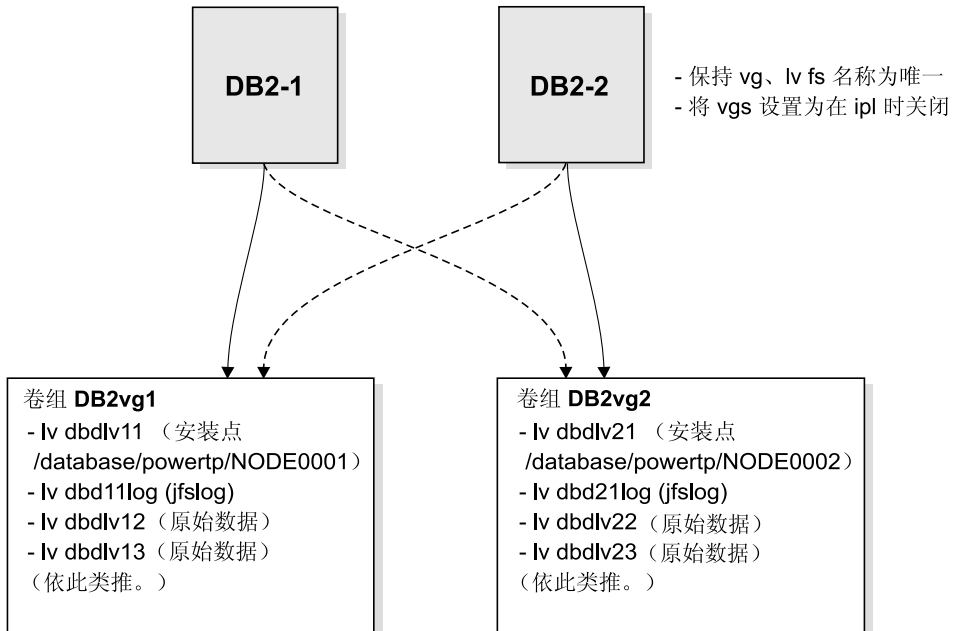 DB2-1
DB2-2
- 保持 vg、lv fs 名称为唯一
- 将 vgs 设置为在 ipl 时关闭
卷组 DB2vg1
- lv dbdlv11 （安装点
/database/powertp/NODE0001）
- lv dbd11log (jfslog)
- lv dbdlv12（原始数据）
- lv dbdlv13（原始数据）
（依此类推。）
卷组 DB2vg2
- lv dbdlv21 （安装点
/database/powertp/NODE0002）
- lv dbd21log (jfslog)
- lv dbdlv22（原始数据）
- lv dbdlv23（原始数据）
（依此类推。）